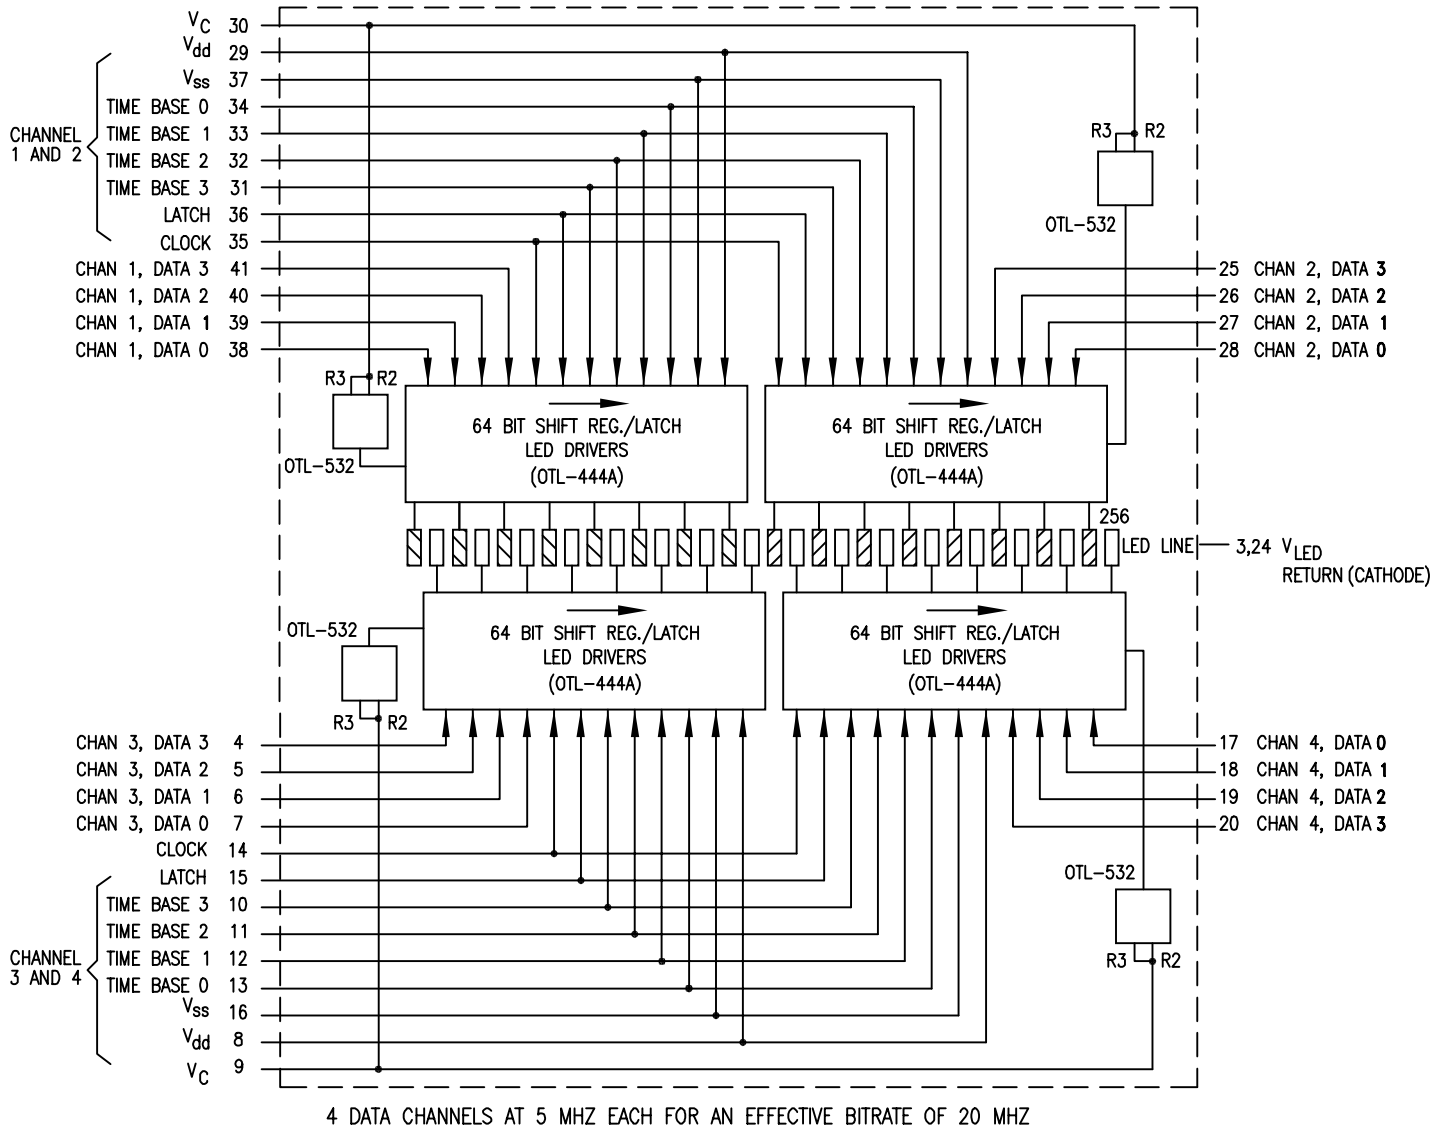 VC 30
Vdd 29
Vss 37
TIME BASE 0 34
TIME BASE 1 33
TIME BASE 2 32
TIME BASE 3 31
LATCH 36
CLOCK 35
CHANNEL
1 AND 2
CHAN 1, DATA 3 41
CHAN 1, DATA 2 40
CHAN 1, DATA 1 39
CHAN 1, DATA 0 38
R3 R2
OTL-532
25 CHAN 2, DATA 3
26 CHAN 2, DATA 2
27 CHAN 2, DATA 1
28 CHAN 2, DATA 0
R3 R2
OTL-532
64 BIT SHIFT REG./LATCH
LED DRIVERS
(OTL-444A)
64 BIT SHIFT REG./LATCH
LED DRIVERS
(OTL-444A)
256
LED LINE
3,24 VLED
RETURN (CATHODE)
64 BIT SHIFT REG./LATCH
LED DRIVERS
(OTL-444A)
64 BIT SHIFT REG./LATCH
LED DRIVERS
(OTL-444A)
OTL-532
R3 R2
CHAN 3, DATA 3 4
CHAN 3, DATA 2 5
CHAN 3, DATA 1 6
CHAN 3, DATA 0 7
17 CHAN 4, DATA 0
18 CHAN 4, DATA 1
19 CHAN 4, DATA 2
20 CHAN 4, DATA 3
OTL-532
R3 R2
CLOCK 14
LATCH 15
TIME BASE 3 10
TIME BASE 2 11
TIME BASE 1 12
TIME BASE 0 13
Vss 16
Vdd 8
VC 9
CHANNEL
3 AND 4
4 DATA CHANNELS AT 5 MHZ EACH FOR AN EFFECTIVE BITRATE OF 20 MHZ